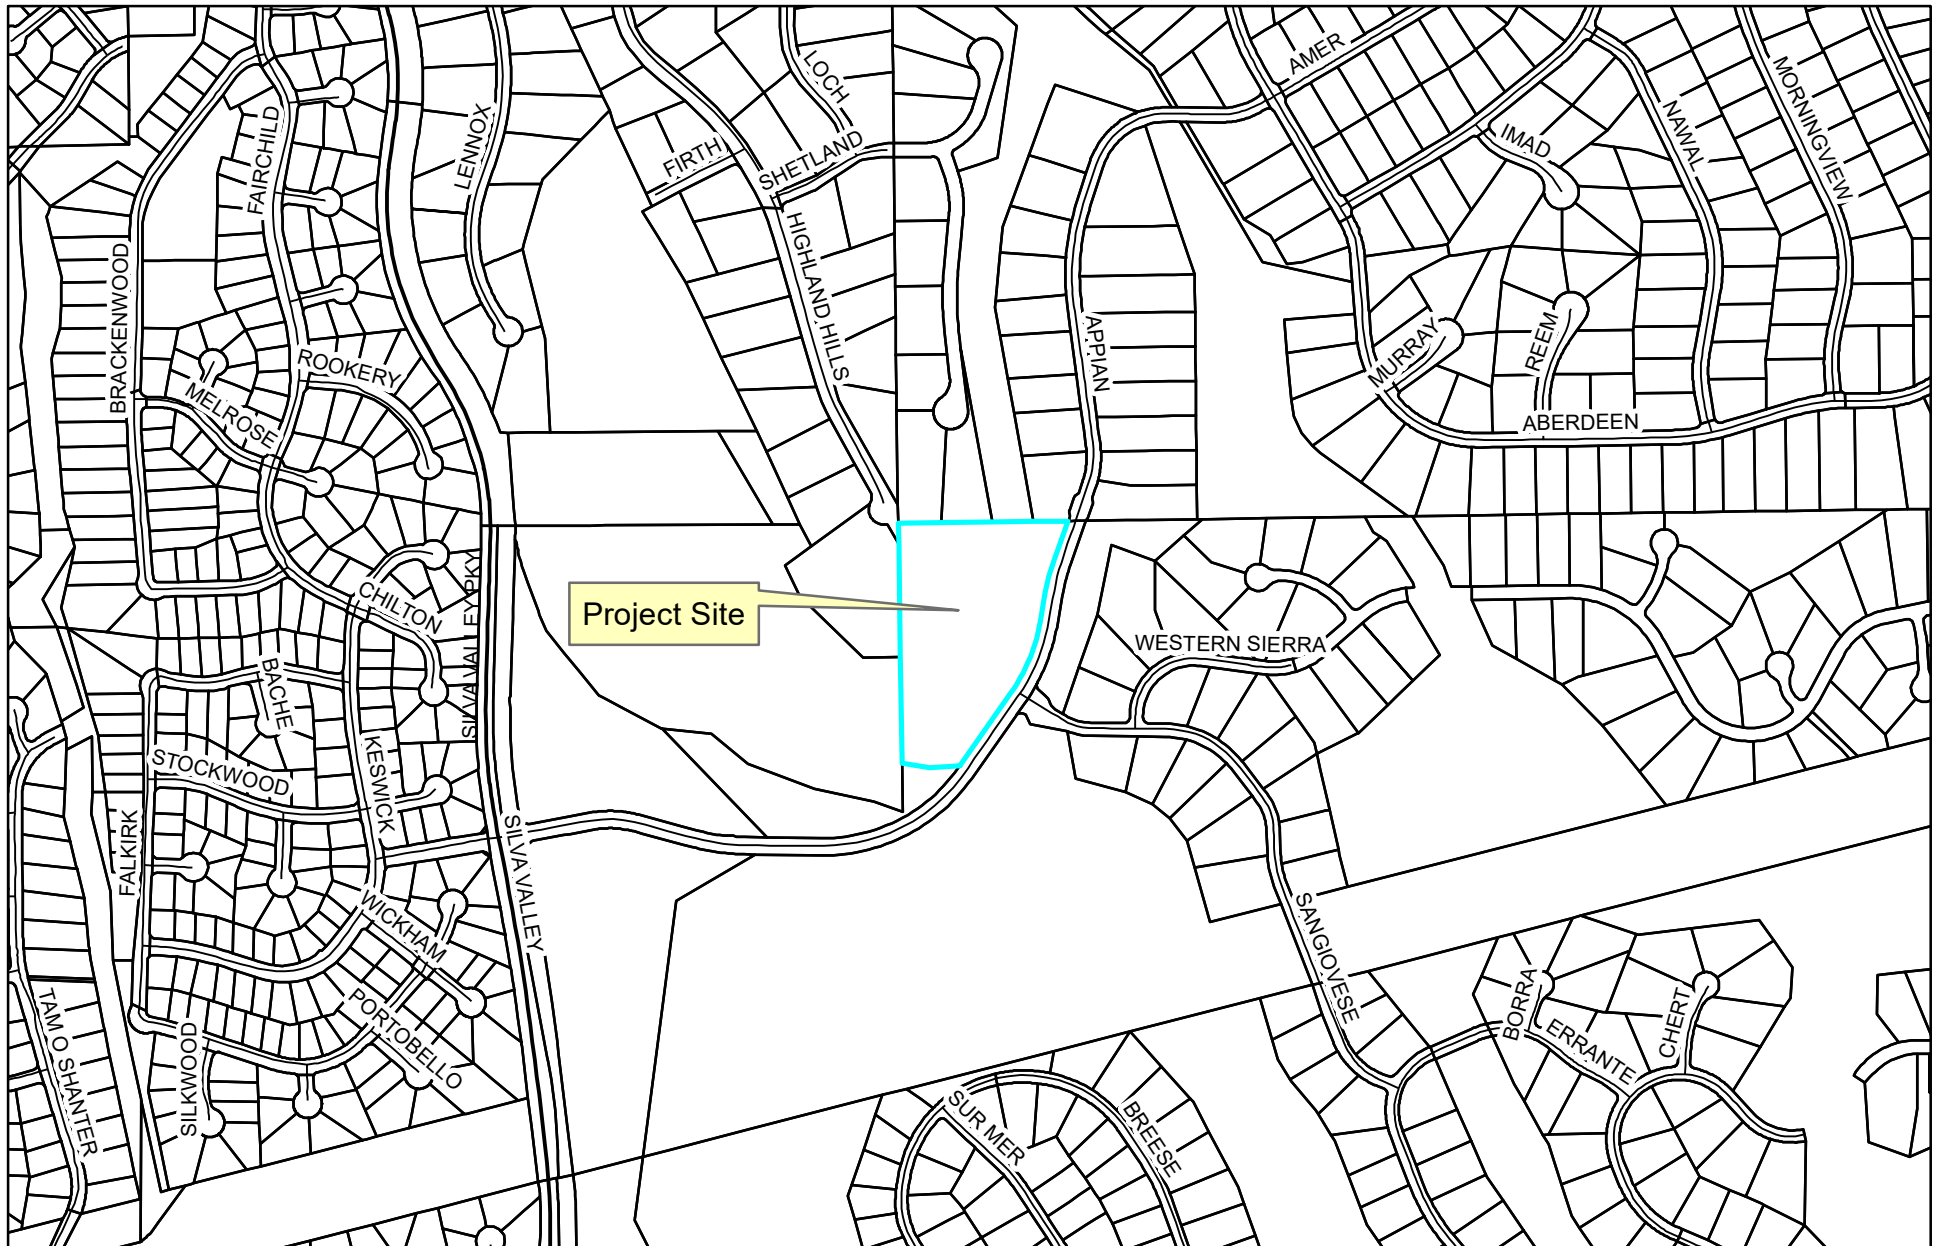 AMER
LOCH
MORNINGVIEW
FAIRCHILD
LENNOX
NAWAL
FIRTH
SHETLAND
IMAD
HIGHLAND HILLS
BRACKENWOOD
APPIAN
MURRAY
REEM
ROOKERY
MELROSE
ABERDEEN
SILVA VALLEY PKY
CHILTON
Project Site
WESTERN SIERRA
BACHE
STOCKWOOD
KESWICK
FALKIRK
SILVA VALLEY
WICKHAM
SANGIOVESE
TAM O SHANTER
PORTOBELLO
SILKWOOD
BORRA
ERRANTE
CHERT
SUR MER
BREESE